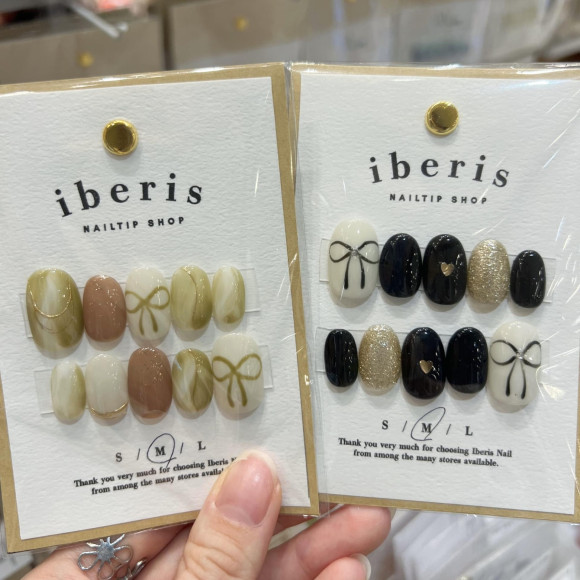 iberis
NAILTIP SHOP
S / M / L
Thank you very much for choosing Iberis N
from among the many stores availa
iberis
NAILTIP SHOP
S / M / L
Thank you very much for choosing Iberis Nail
from among the many stores available.